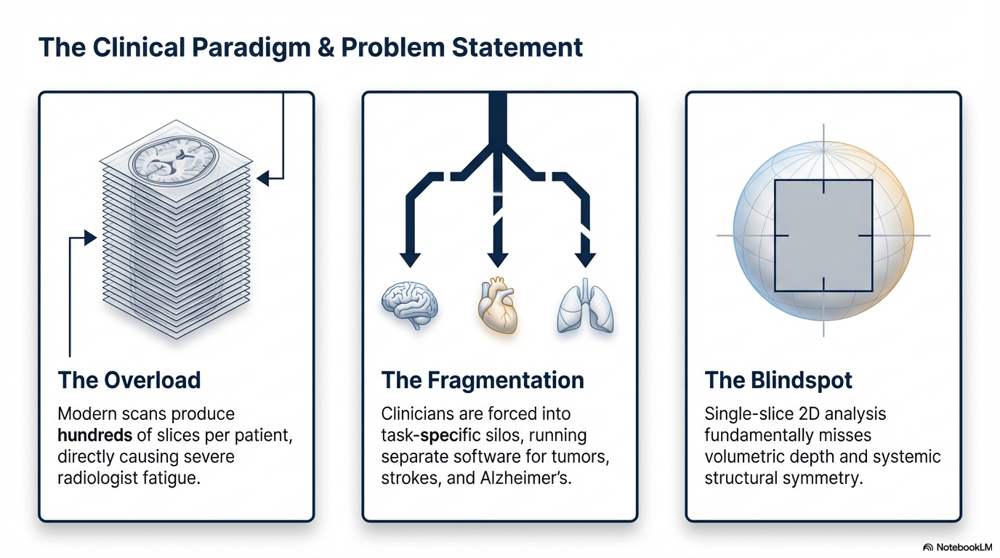 The Clinical Paradigm & Problem Statement
The Overload
Modern scans produce
hundreds of slices per patient,
directly causing severe
radiologist fatigue.
The Fragmentation
Clinicians are forced into
task-specific silos, running
separate software for tumors,
strokes, and Alzheimer's.
The Blindspot
Single-slice 2D analysis
fundamentally misses
volumetric depth and systemic
structural symmetry.
NotebookLM